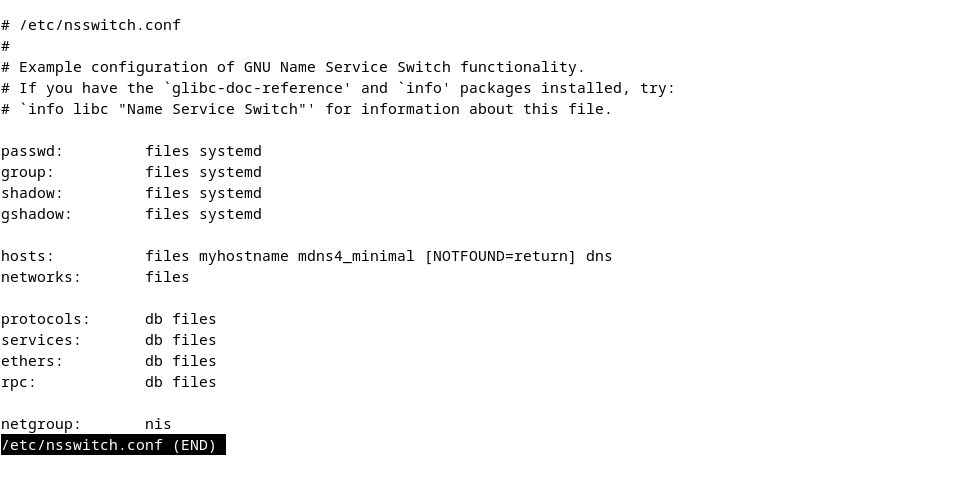 # /etc/nsswitch.conf
#
# Example configuration of GNU Name Service Switch functionality.
# If you have the `glibc-doc-reference' and `info' packages installed, try:
# `info libc "Name Service Switch"' for information about this file.

passwd:         files systemd
group:          files systemd
shadow:         files systemd
gshadow:        files systemd

hosts:          files myhostname mdns4_minimal [NOTFOUND=return] dns
networks:       files

protocols:      db files
services:       db files
ethers:         db files
rpc:            db files

netgroup:       nis
/etc/nsswitch.conf (END)